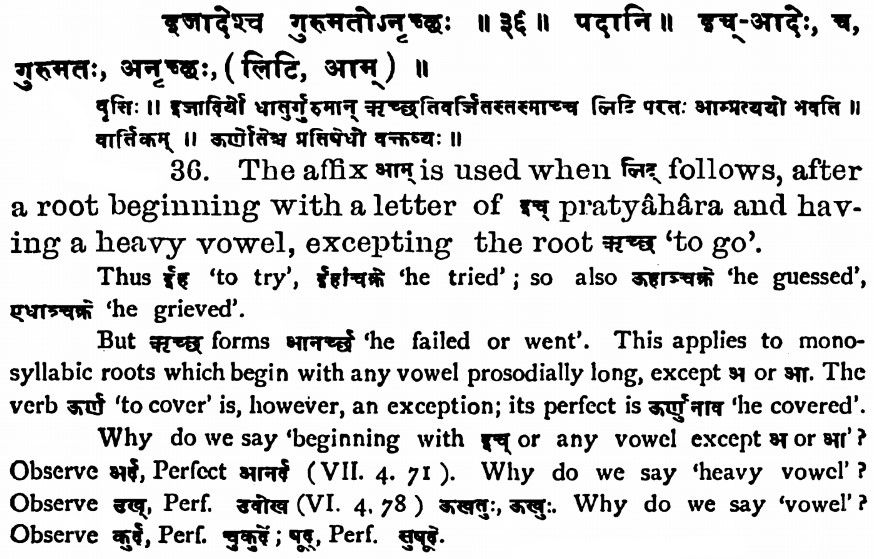 इजादेश्च गुरुमतोऽनृच्छः ॥ ३६ ॥ पदानि ॥ इच्-आदेः, च,
गुरुमतः, अनृच्छः, ( लिटि, आम् ) ॥
वृत्तिः ॥ इजादिर्यो धातुर्गुरुमान् ऋच्छतिवर्जितस्तस्माच्च लिटि परतः आम्प्रत्ययो भवति ॥
वार्तिकम् ॥ ऊर्णोतेश्च प्रतिषेधो वक्तव्यः ॥
36. The affix आम् is used when लिट् follows, after
a root beginning with a letter of इच् pratyâhâra and hav-
ing a heavy vowel, excepting the root ऋच्छ 'to go'.
Thus ईह 'to try', ईहांचक्रे 'he tried'; so also ऊहाञ्चक्रे 'he guessed',
एधाञ्चक्रे 'he grieved'.
But ऋच्छ् forms आनर्च्छ 'he failed or went'. This applies to mono-
syllabic roots which begin with any vowel prosodially long, except अ or आ. The
verb ऊर्ण 'to cover' is, however, an exception; its perfect is ऊर्णुनाव 'he covered'.
Why do we say 'beginning with इच् or any vowel except अ or आ'?
Observe अर्द, Perfect आनर्द (VII. 4. 71). Why do we say 'heavy vowel'?
Observe उख्, Perf. उवोख (VI. 4. 78) ऊखतुः, ऊखुः. Why do we say 'vowel'?
Observe कुर्द, Perf. चुकुर्दे; षूद्, Perf. सुषूदे.